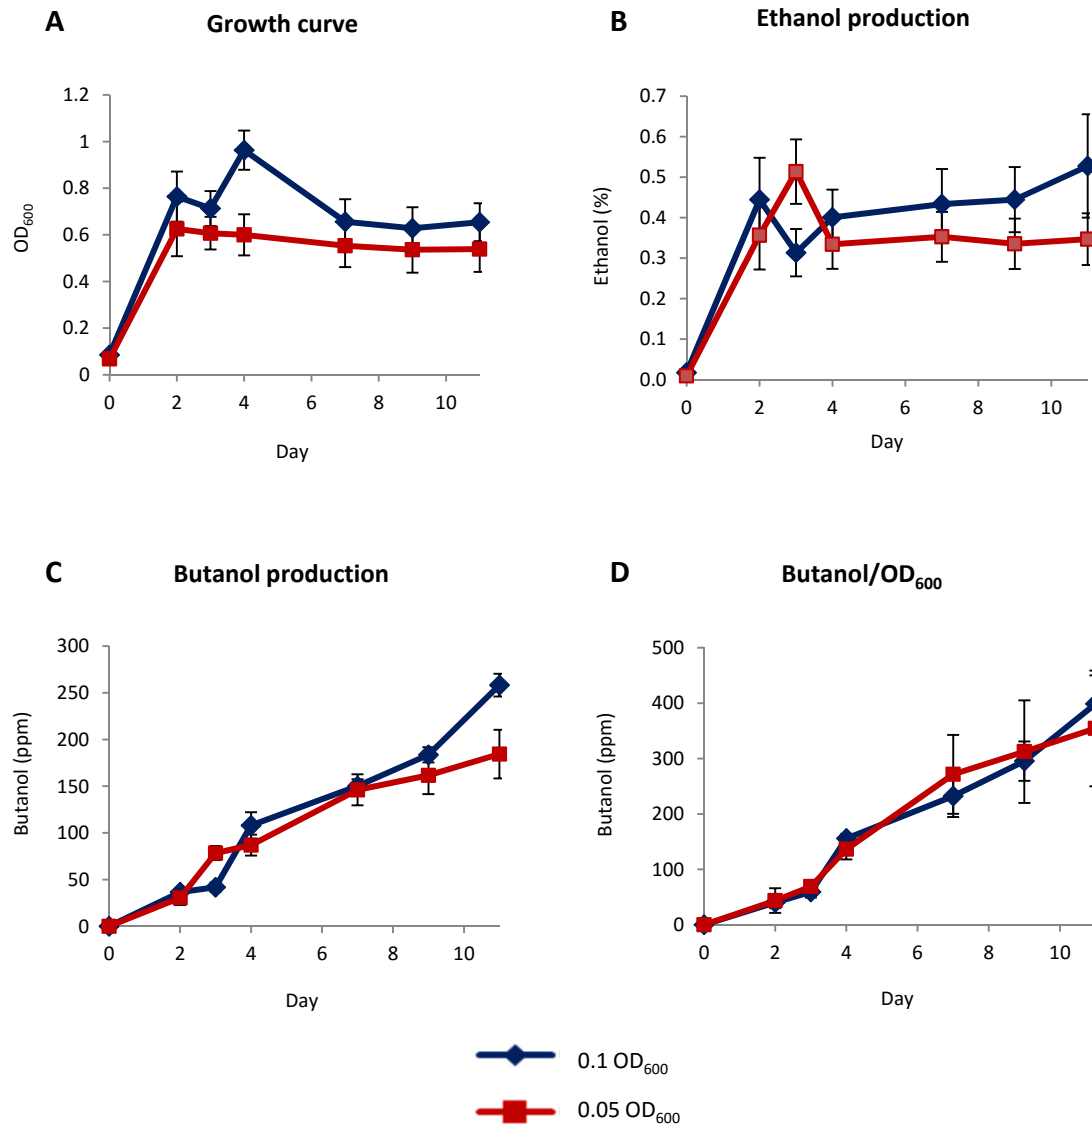 A
Growth curve
1.2
1
0.8
0.6
0.4
0.2
0
OD600
0 2 4 6 8 10
Day
B
Ethanol production
0.7
0.6
0.5
0.4
0.3
0.2
0.1
0.0
Ethanol (%)
0 2 4 6 8 10
Day
C
Butanol production
300
250
200
150
100
50
0
Butanol (ppm)
0 2 4 6 8 10
Day
D
Butanol/OD600
500
400
300
200
100
0
Butanol (ppm)
0 2 4 6 8 10
Day
0.1 OD600
0.05 OD600